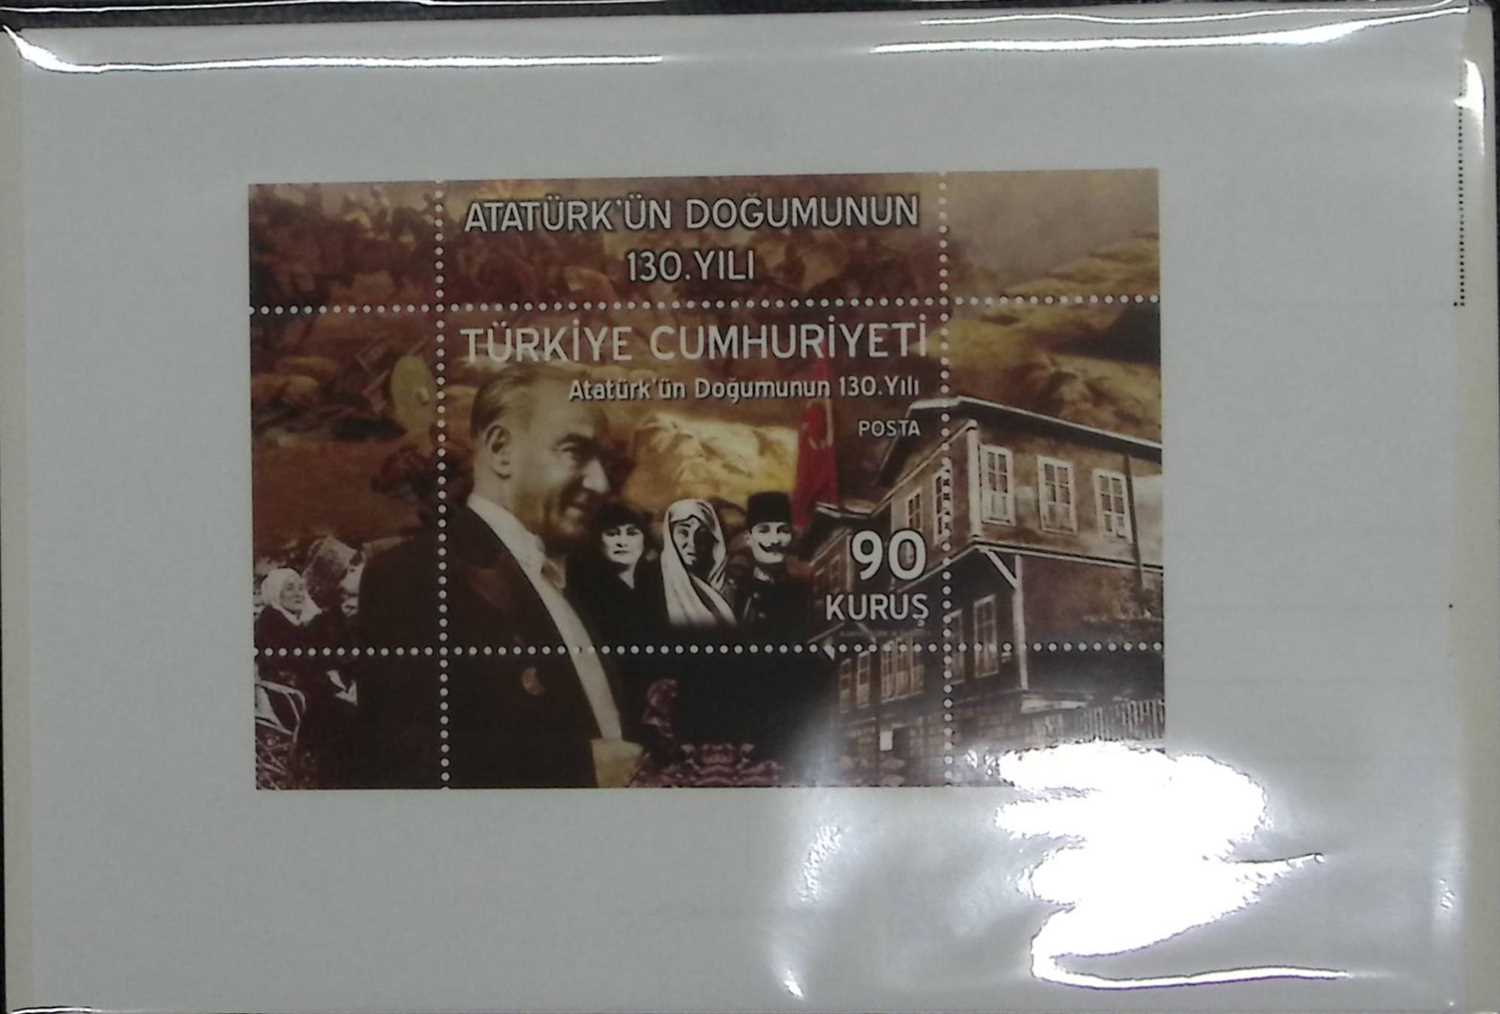 ATATÜRK'ÜN DOĞUMUNUN
130.YILI
TÜRKİYE CUMHURİYETİ
Atatürk'ün Doğumunun 130.Yılı
POSTA
90
KURUŞ